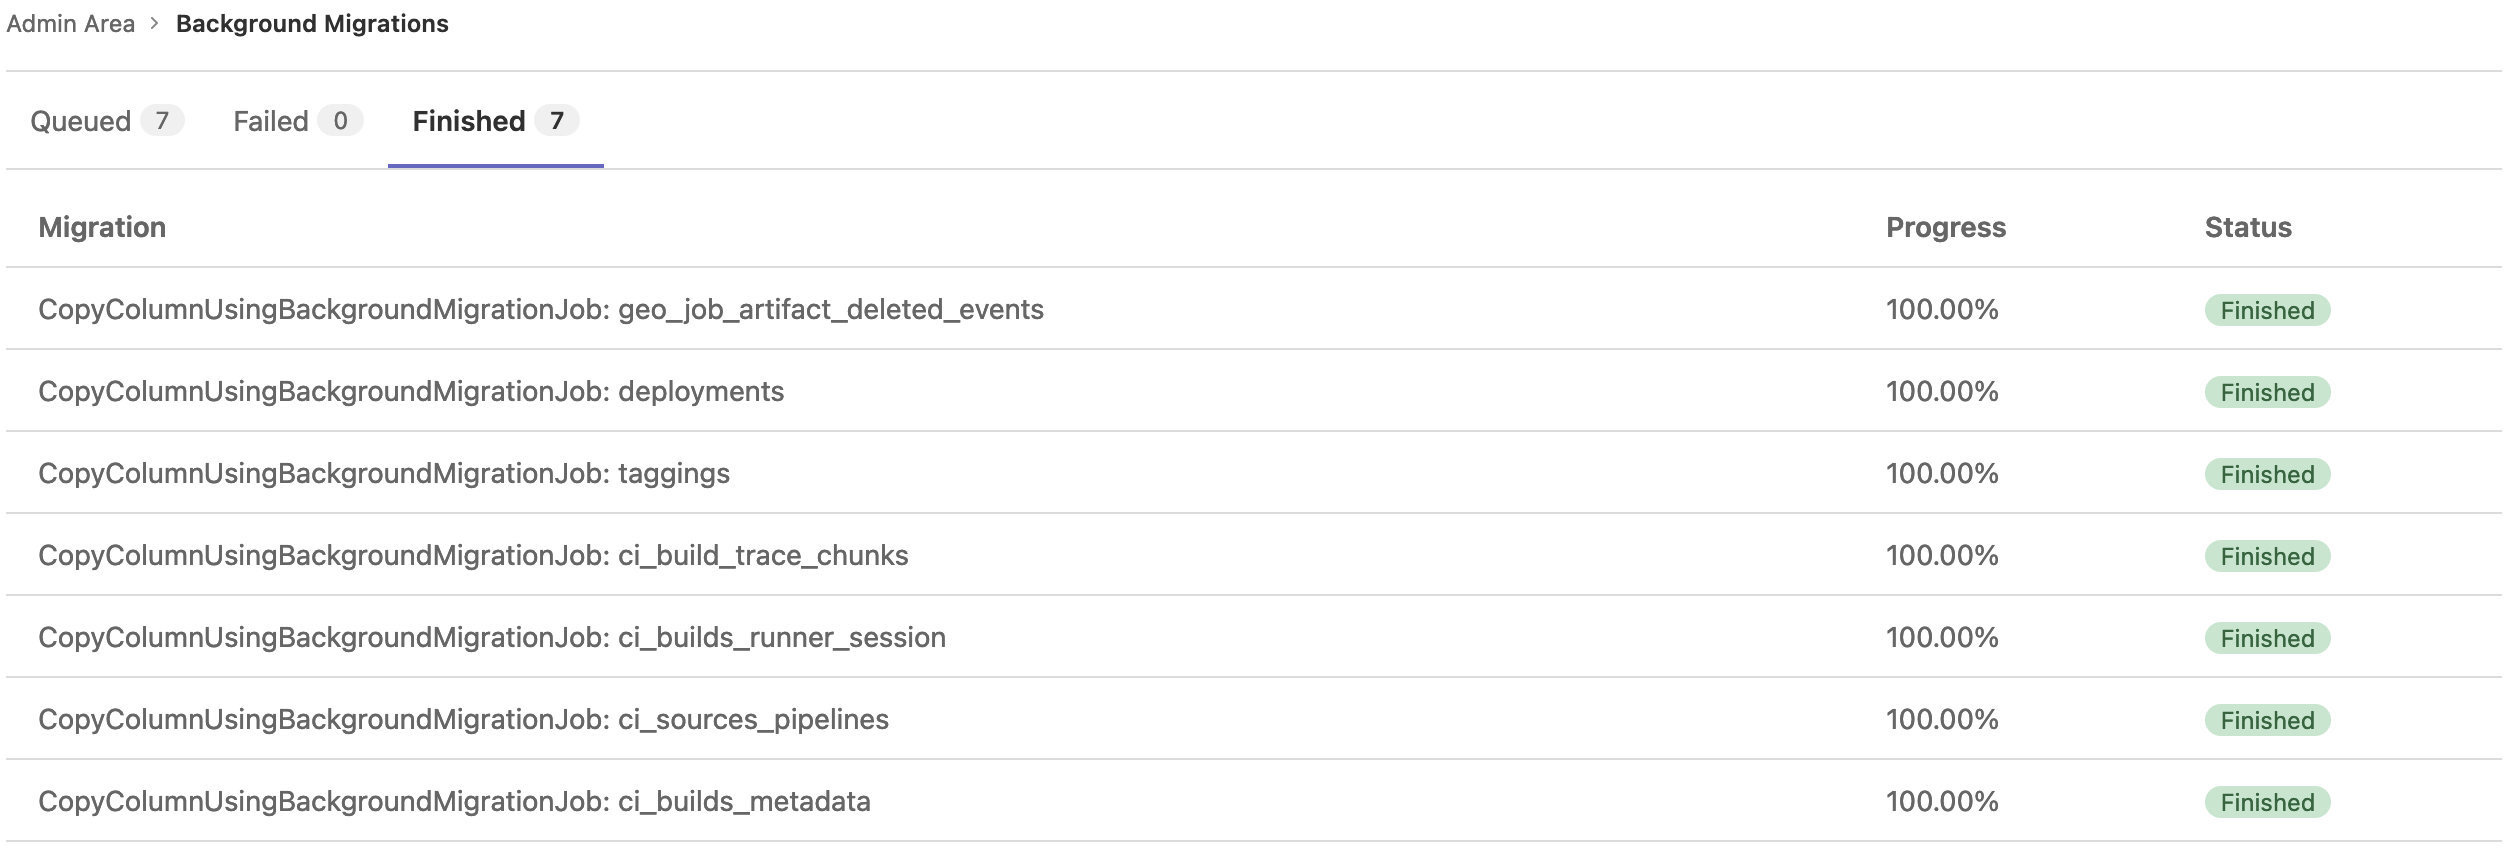 Admin Area > Background Migrations
Queued 7 Failed 0 Finished 7
Migration Progress Status
CopyColumnUsingBackgroundMigrationJob: geo_job_artifact_deleted_events 100.00% Finished
CopyColumnUsingBackgroundMigrationJob: deployments 100.00% Finished
CopyColumnUsingBackgroundMigrationJob: taggings 100.00% Finished
CopyColumnUsingBackgroundMigrationJob: ci_build_trace_chunks 100.00% Finished
CopyColumnUsingBackgroundMigrationJob: ci_builds_runner_session 100.00% Finished
CopyColumnUsingBackgroundMigrationJob: ci_sources_pipelines 100.00% Finished
CopyColumnUsingBackgroundMigrationJob: ci_builds_metadata 100.00% Finished